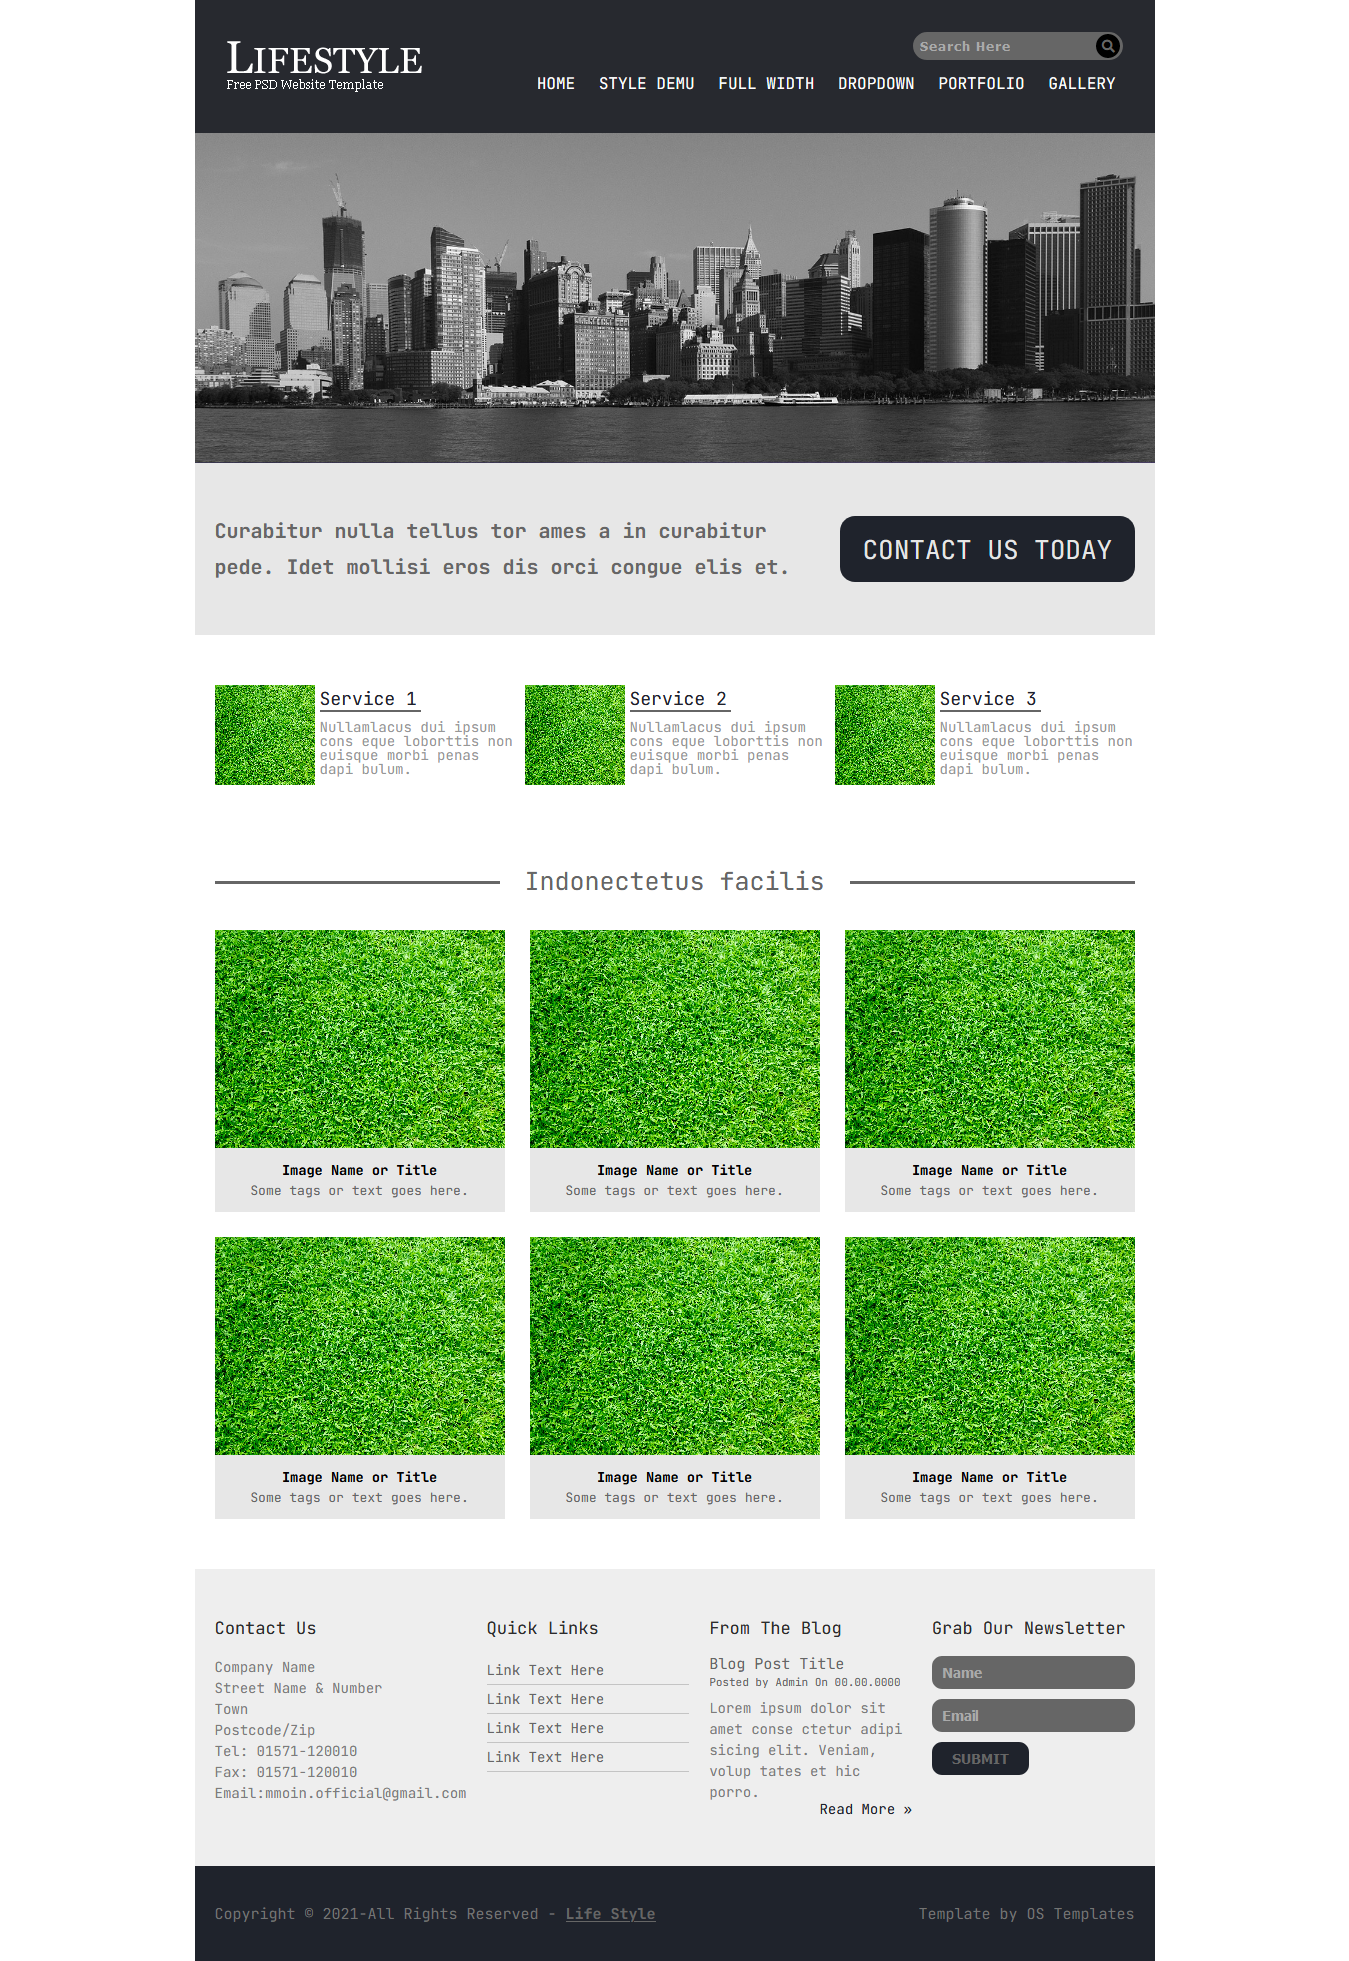 LIFESTYLE
Free PSD Website Template
Search Here
HOME STYLE DEMU FULL WIDTH DROPDOWN PORTFOLIO GALLERY
Curabitur nulla tellus tor ames a in curabitur
pede. Idet mollisi eros dis orci congue elis et.
CONTACT US TODAY
Service 1
Nullamlacus dui ipsum
cons eque loborttis non
euisque morbi penas
dapi bulum.
Service 2
Nullamlacus dui ipsum
cons eque loborttis non
euisque morbi penas
dapi bulum.
Service 3
Nullamlacus dui ipsum
cons eque loborttis non
euisque morbi penas
dapi bulum.
Indonectetus facilis
Image Name or Title
Some tags or text goes here.
Image Name or Title
Some tags or text goes here.
Image Name or Title
Some tags or text goes here.
Image Name or Title
Some tags or text goes here.
Image Name or Title
Some tags or text goes here.
Image Name or Title
Some tags or text goes here.
Contact Us
Company Name
Street Name & Number
Town
Postcode/Zip
Tel: 01571-120010
Fax: 01571-120010
Email:mmoin.official@gmail.com
Quick Links
Link Text Here
Link Text Here
Link Text Here
Link Text Here
From The Blog
Blog Post Title
Posted by Admin On 00.00.0000
Lorem ipsum dolor sit
amet conse ctetur adipi
sicing elit. Veniam,
volup tates et hic
porro.
Read More »
Grab Our Newsletter
Name
Email
SUBMIT
Copyright © 2021-All Rights Reserved - Life Style
Template by OS Templates